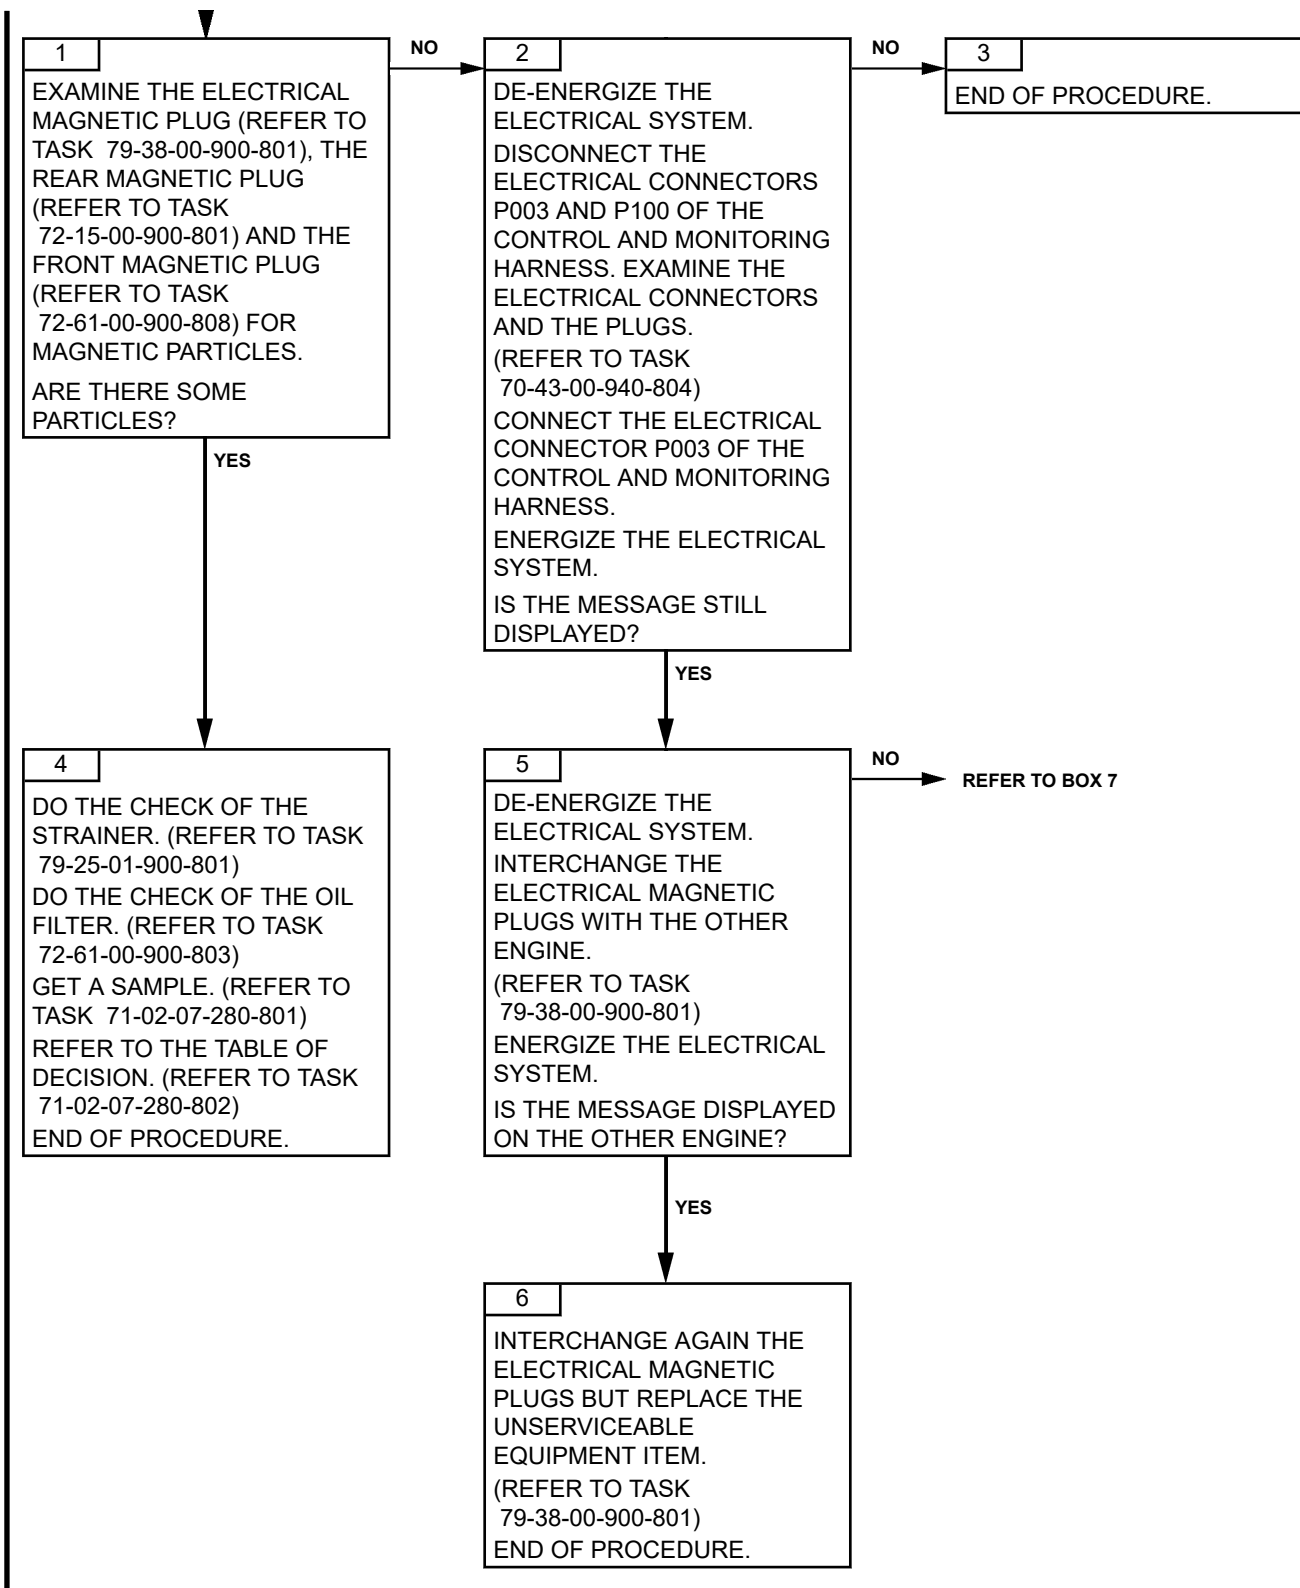 1
EXAMINE THE ELECTRICAL
MAGNETIC PLUG (REFER TO
TASK 79-38-00-900-801), THE
REAR MAGNETIC PLUG
(REFER TO TASK
72-15-00-900-801) AND THE
FRONT MAGNETIC PLUG
(REFER TO TASK
72-61-00-900-808) FOR
MAGNETIC PARTICLES.
ARE THERE SOME
PARTICLES?
NO
YES
2
DE-ENERGIZE THE
ELECTRICAL SYSTEM.
DISCONNECT THE
ELECTRICAL CONNECTORS
P003 AND P100 OF THE
CONTROL AND MONITORING
HARNESS. EXAMINE THE
ELECTRICAL CONNECTORS
AND THE PLUGS.
(REFER TO TASK
70-43-00-940-804)
CONNECT THE ELECTRICAL
CONNECTOR P003 OF THE
CONTROL AND MONITORING
HARNESS.
ENERGIZE THE ELECTRICAL
SYSTEM.
IS THE MESSAGE STILL
DISPLAYED?
NO
YES
3
END OF PROCEDURE.
4
DO THE CHECK OF THE
STRAINER. (REFER TO TASK
79-25-01-900-801)
DO THE CHECK OF THE OIL
FILTER. (REFER TO TASK
72-61-00-900-803)
GET A SAMPLE. (REFER TO
TASK 71-02-07-280-801)
REFER TO THE TABLE OF
DECISION. (REFER TO TASK
71-02-07-280-802)
END OF PROCEDURE.
5
DE-ENERGIZE THE
ELECTRICAL SYSTEM.
INTERCHANGE THE
ELECTRICAL MAGNETIC
PLUGS WITH THE OTHER
ENGINE.
(REFER TO TASK
79-38-00-900-801)
ENERGIZE THE ELECTRICAL
SYSTEM.
IS THE MESSAGE DISPLAYED
ON THE OTHER ENGINE?
NO
REFER TO BOX 7
YES
6
INTERCHANGE AGAIN THE
ELECTRICAL MAGNETIC
PLUGS BUT REPLACE THE
UNSERVICEABLE
EQUIPMENT ITEM.
(REFER TO TASK
79-38-00-900-801)
END OF PROCEDURE.